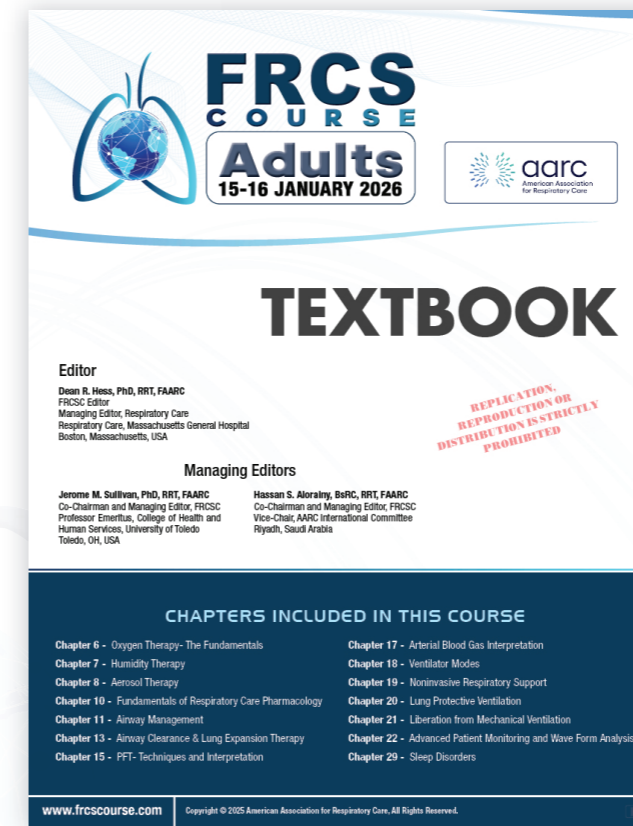 FRCS
COURSE
Adults
15-16 JANUARY 2026
aarc
American Association
for Respiratory Care
TEXTBOOK
Editor
Dean R. Hess, PhD, RRT, FAARC
FRCSC Editor
Managing Editor, Respiratory Care
Respiratory Care, Massachusetts General Hospital
Boston, Massachusetts, USA
REPLICATION,
REPRODUCTION OR
DISTRIBUTION IS STRICTLY
PROHIBITED
Managing Editors
Jerome M. Sullivan, PhD, RRT, FAARC
Co-Chairman and Managing Editor, FRCSC
Professor Emeritus, College of Health and
Human Services, University of Toledo
Toledo, OH, USA
Hassan S. Alorainy, BsRC, RRT, FAARC
Co-Chairman and Managing Editor, FRCSC
Vice-Chair, AARC International Committee
Riyadh, Saudi Arabia
CHAPTERS INCLUDED IN THIS COURSE
Chapter 6 - Oxygen Therapy- The Fundamentals
Chapter 7 - Humidity Therapy
Chapter 8 - Aerosol Therapy
Chapter 10 - Fundamentals of Respiratory Care Pharmacology
Chapter 11 - Airway Management
Chapter 13 - Airway Clearance & Lung Expansion Therapy
Chapter 15 - PFT- Techniques and Interpretation
Chapter 17 - Arterial Blood Gas Interpretation
Chapter 18 - Ventilator Modes
Chapter 19 - Noninvasive Respiratory Support
Chapter 20 - Lung Protective Ventilation
Chapter 21 - Liberation from Mechanical Ventilation
Chapter 22 - Advanced Patient Monitoring and Wave Form Analysis
Chapter 29 - Sleep Disorders
www.frcscourse.com
Copyright © 2025 American Association for Respiratory Care, All Rights Reserved.